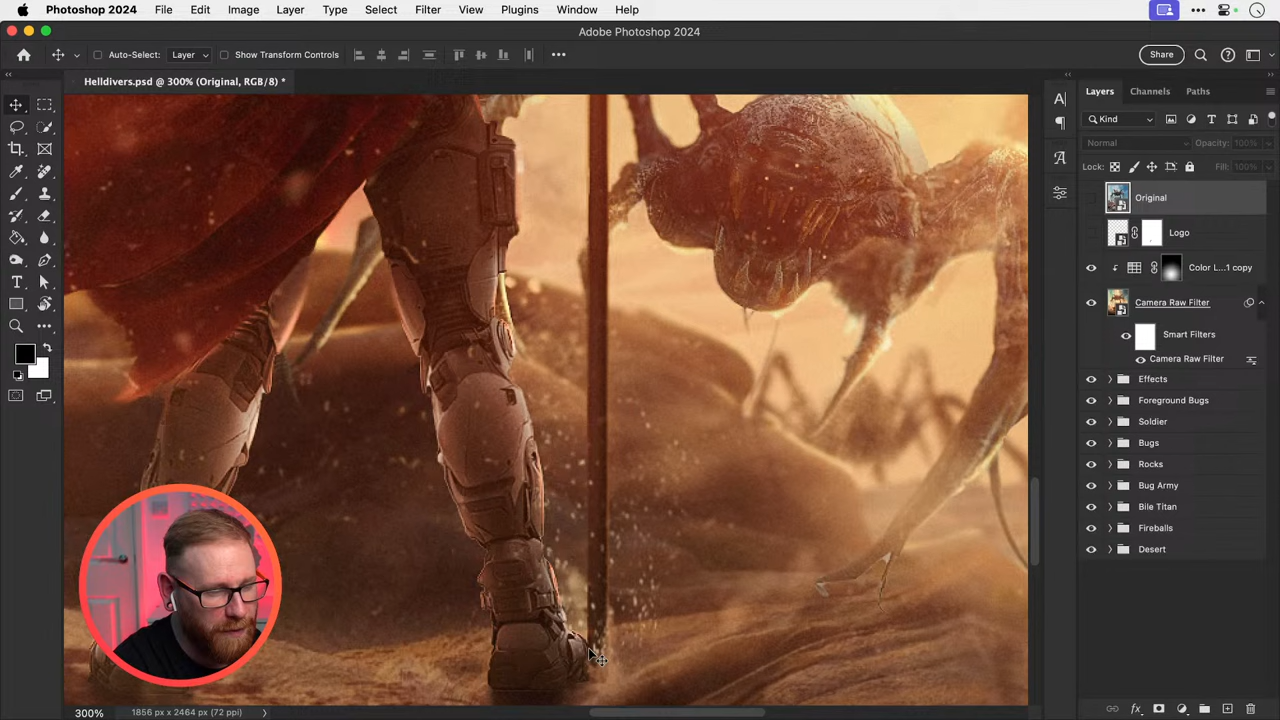 Photoshop 2024 File Edit Image Layer Type Select Filter View Plugins Window Help
Adobe Photoshop 2024
Auto-Select: Layer Show Transform Controls Share
Helldivers.psd @ 300% (Original, RGB/8) *
Layers Channels Paths
Kind
Normal Opacity: 100%
Lock: Fill: 100%
Original
Logo
Color L...1 copy
Camera Raw Filter
Smart Filters
Camera Raw Filter
Effects
Foreground Bugs
Soldier
Bugs
Rocks
Bug Army
Bile Titan
Fireballs
Desert
300% 1856 px x 2464 px (72 ppi)